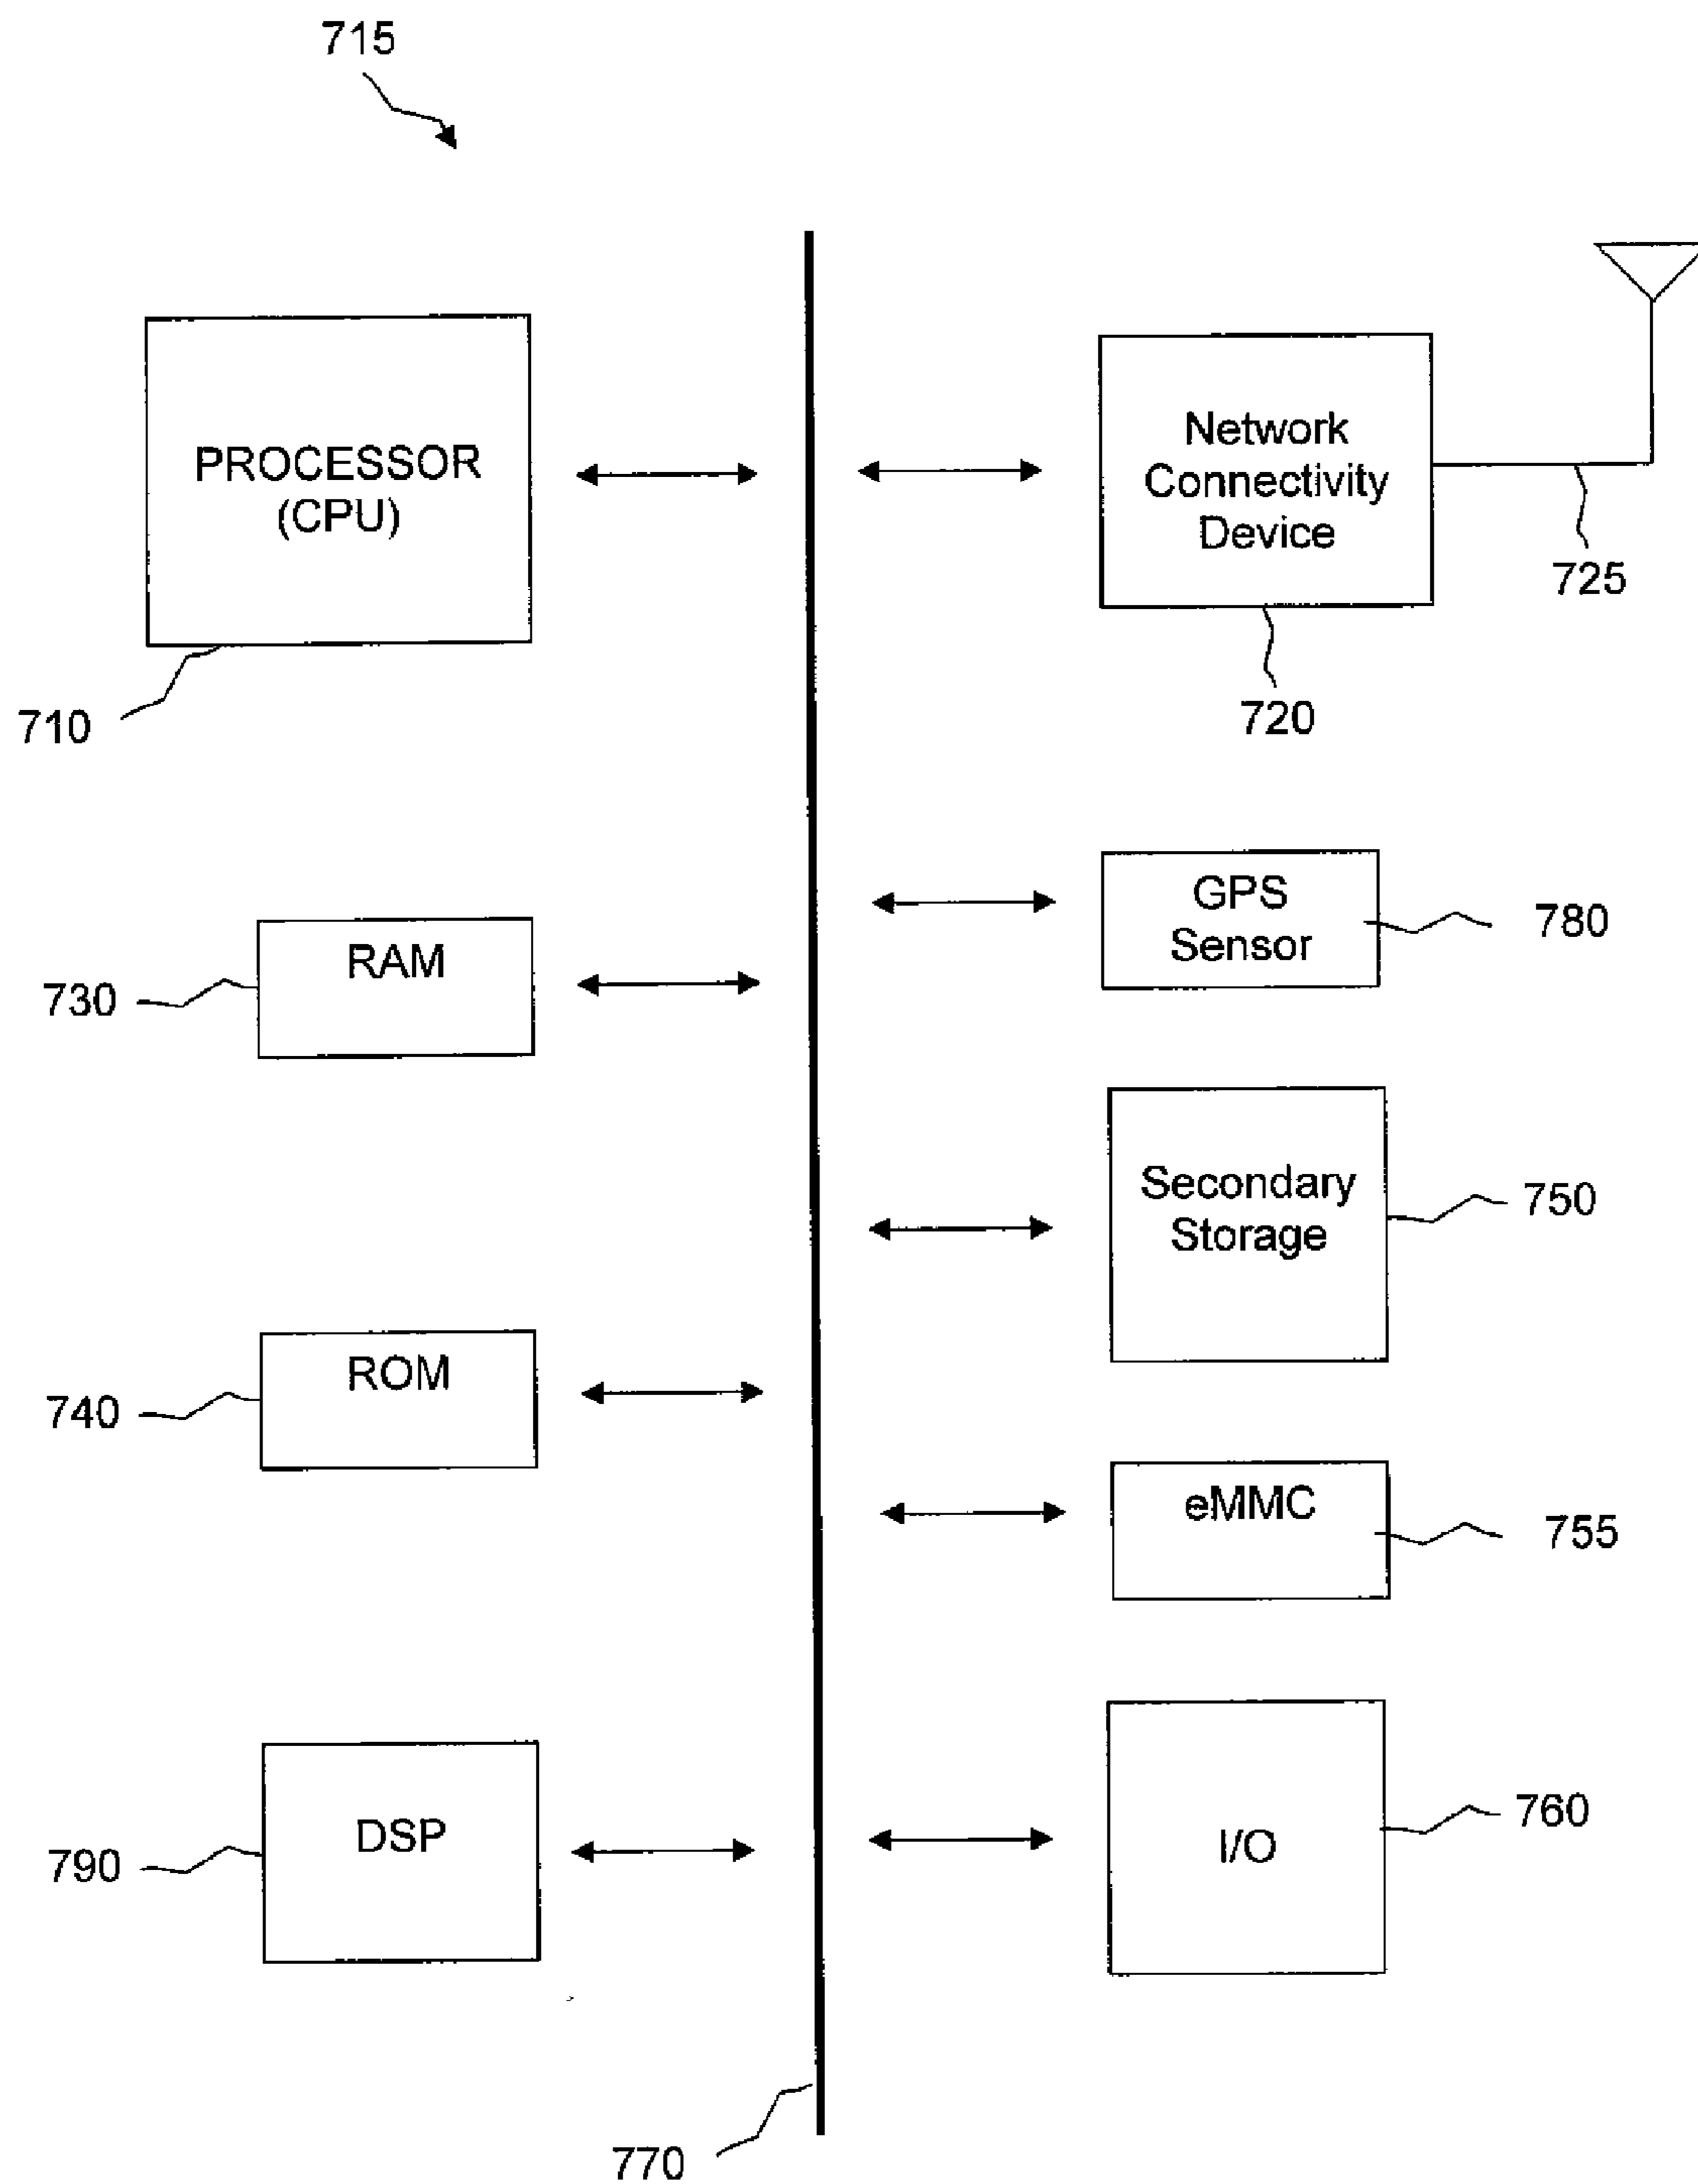 715
PROCESSOR
(CPU)
710
Network
Connectivity
Device
725
720
GPS
Sensor
780
RAM
730
Secondary
Storage
750
ROM
740
eMMC
755
DSP
790
I/O
760
770